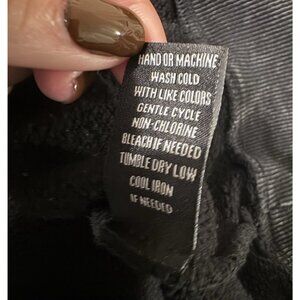 HAND OR MACHINE
WASH COLD
WITH LIKE COLORS
GENTLE CYCLE
NON-CHLORINE
BLEACH IF NEEDED
TUMBLE DRY LOW
COOL IRON
IF NEEDED